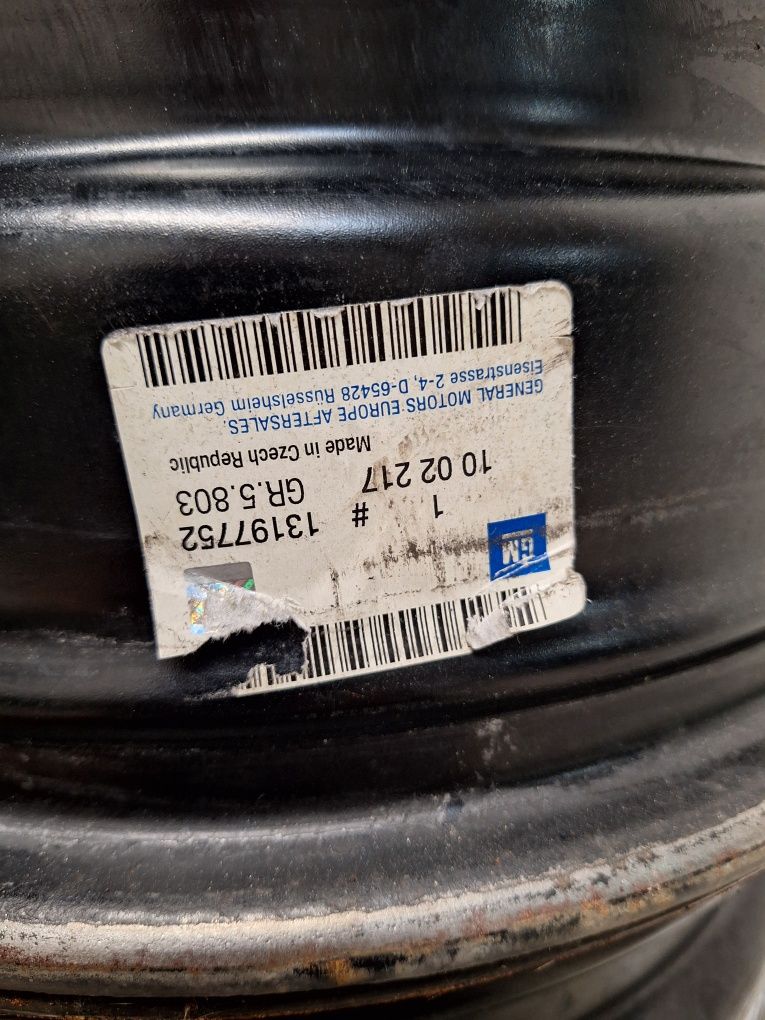 GM
1 # 13197752
10 02 217 GR.5.803
Made in Czech Republic
GENERAL MOTORS EUROPE AFTERSALES,
Eisenstrasse 2-4, D-65428 Rüsselsheim Germany